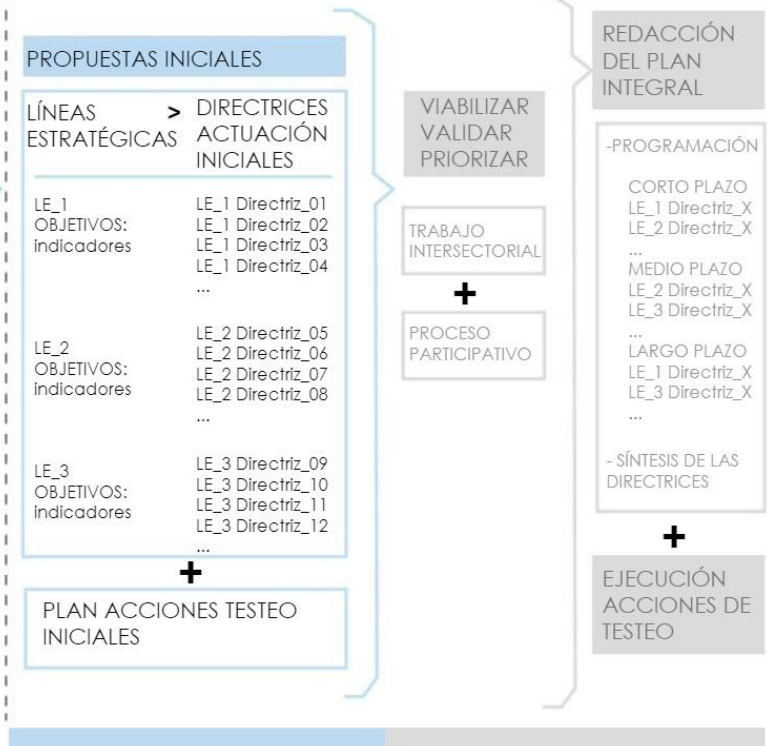 PROPUESTAS INICIALES
LÍNEAS > DIRECTRICES
ESTRATÉGICAS ACTUACIÓN
INICIALES
LE_1
OBJETIVOS:
indicadores
LE_1 Directriz_01
LE_1 Directriz_02
LE_1 Directriz_03
LE_1 Directriz_04
...
LE_2
OBJETIVOS:
indicadores
LE_2 Directriz_05
LE_2 Directriz_06
LE_2 Directriz_07
LE_2 Directriz_08
...
LE_3
OBJETIVOS:
indicadores
LE_3 Directriz_09
LE_3 Directriz_10
LE_3 Directriz_11
LE_3 Directriz_12
...
+
PLAN ACCIONES TESTEO
INICIALES
VIABILIZAR
VALIDAR
PRIORIZAR
TRABAJO
INTERSECTORIAL
+
PROCESO
PARTICIPATIVO
REDACCIÓN
DEL PLAN
INTEGRAL
-PROGRAMACIÓN
CORTO PLAZO
LE_1 Directriz_X
LE_2 Directriz_X
...
MEDIO PLAZO
LE_2 Directriz_X
LE_3 Directriz_X
...
LARGO PLAZO
LE_1 Directriz_X
LE_3 Directriz_X
...
- SÍNTESIS DE LAS
DIRECTRICES
+
EJECUCIÓN
ACCIONES DE
TESTEO